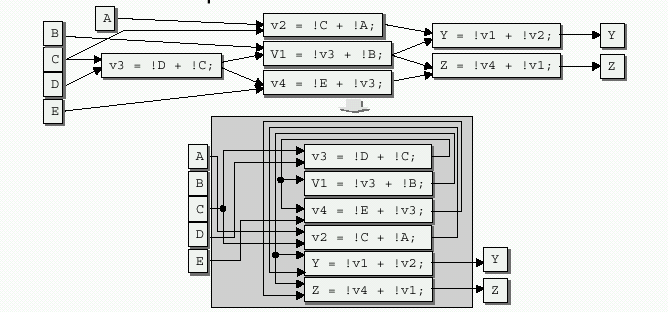 A
v2 = !C + !A;
B
Y = !v1 + !v2;
Y
V1 = !v3 + !B;
C
v3 = !D + !C;
Z = !v4 + !v1;
Z
D
v4 = !E + !v3;
E
A
v3 = !D + !C;
B
V1 = !v3 + !B;
C
v4 = !E + !v3;
D
v2 = !C + !A;
E
Y = !v1 + !v2;
Y
Z = !v4 + !v1;
Z